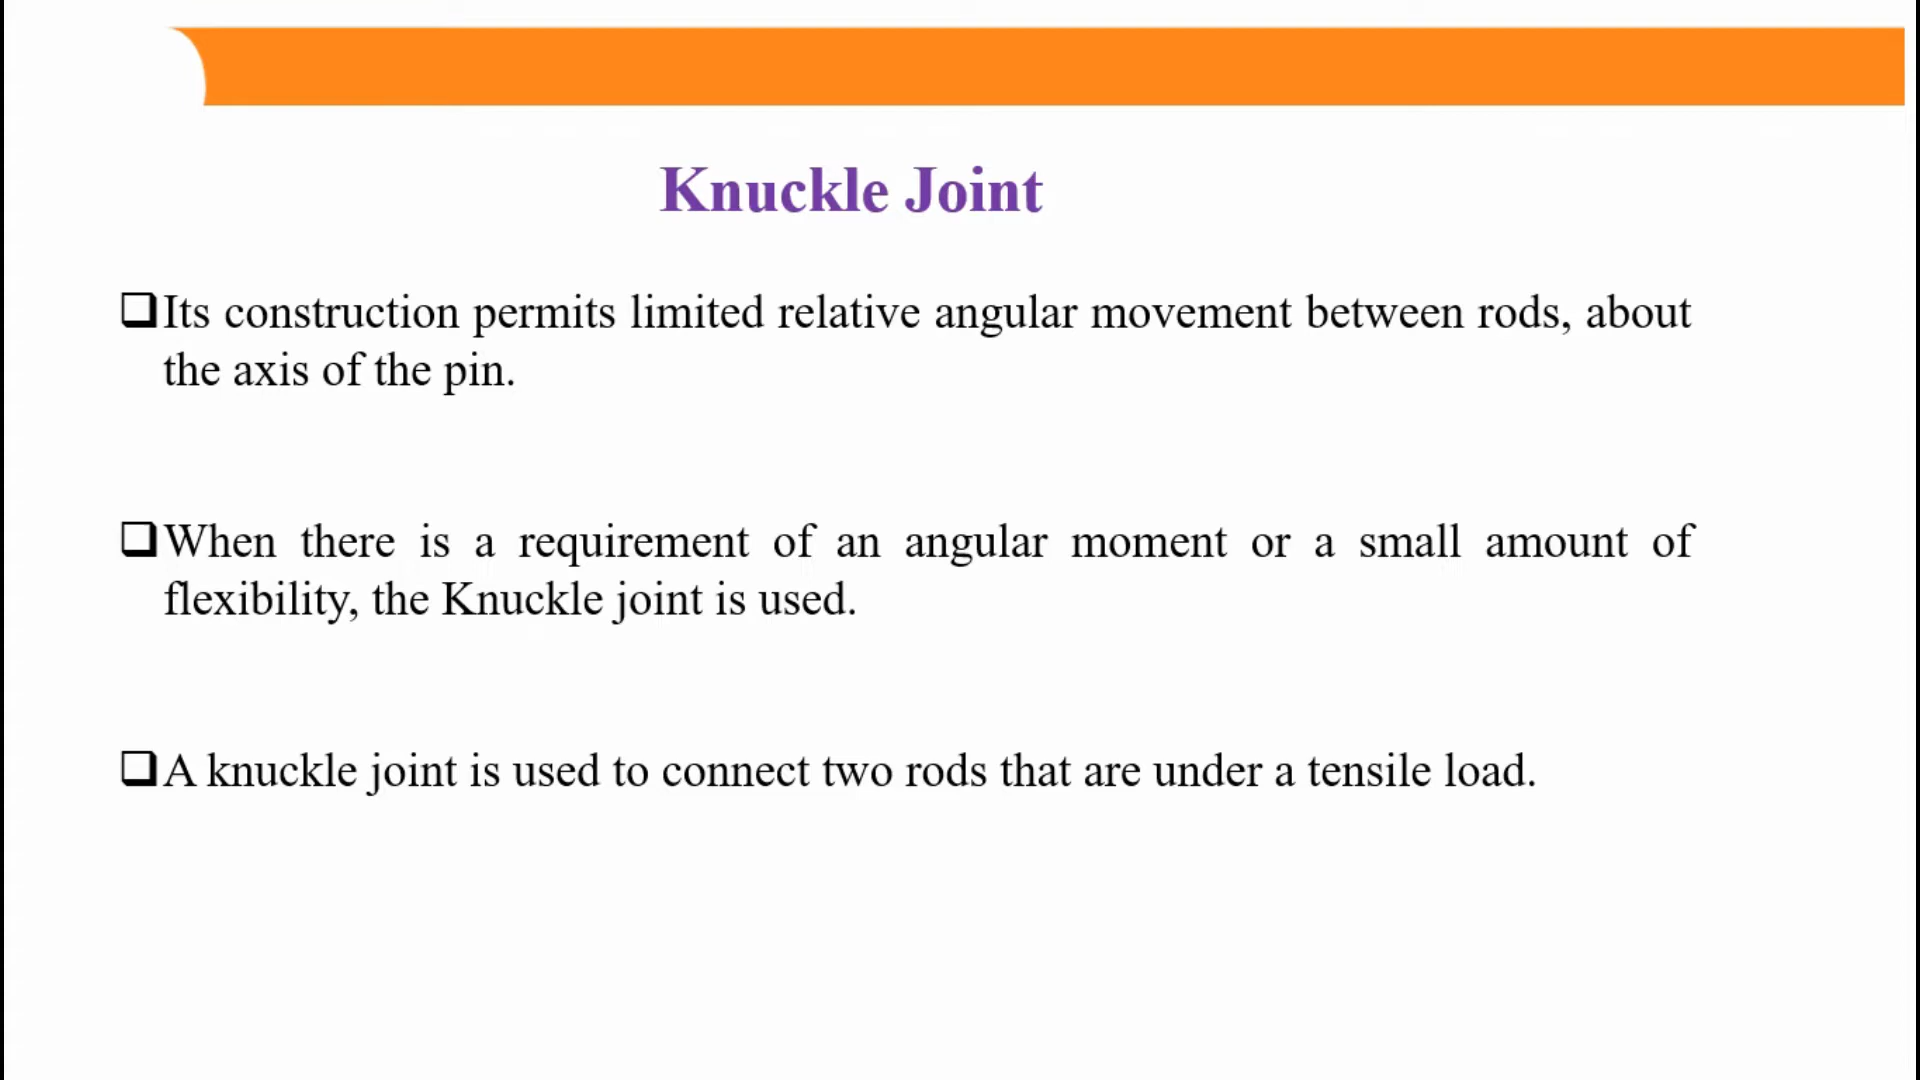 Knuckle Joint
❑Its construction permits limited relative angular movement between rods, about
the axis of the pin.
❑When there is a requirement of an angular moment or a small amount of
flexibility, the Knuckle joint is used.
❑A knuckle joint is used to connect two rods that are under a tensile load.